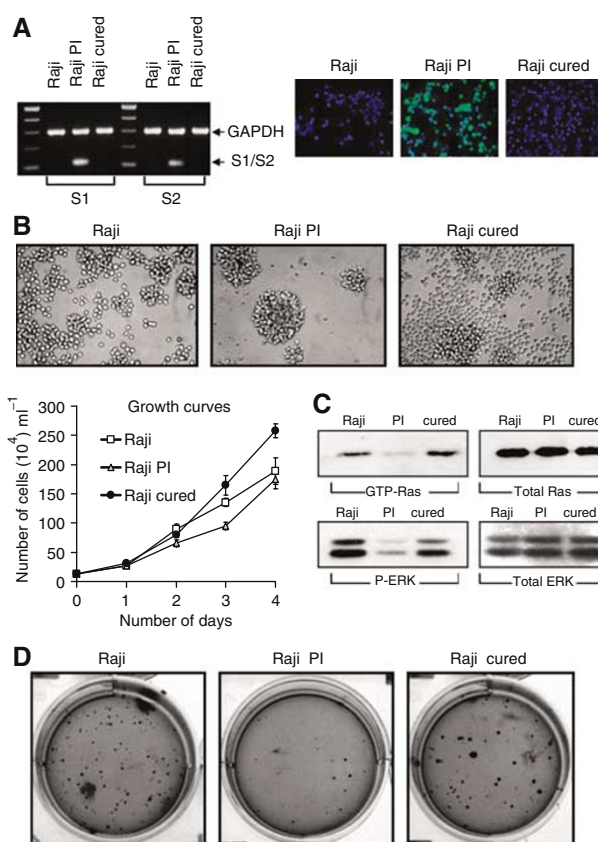 A
Raji
Raji PI
Raji cured
Raji
Raji PI
Raji cured
GAPDH
S1/S2
S1
S2
Raji
Raji PI
Raji cured
B
Raji
Raji PI
Raji cured
Growth curves
Raji
Raji PI
Raji cured
Number of cells (10⁴) ml⁻¹
300
250
200
150
100
50
0
0 1 2 3 4
Number of days
C
Raji PI cured
GTP-Ras
Raji PI cured
Total Ras
Raji PI cured
P-ERK
Raji PI cured
Total ERK
D
Raji
Raji PI
Raji cured